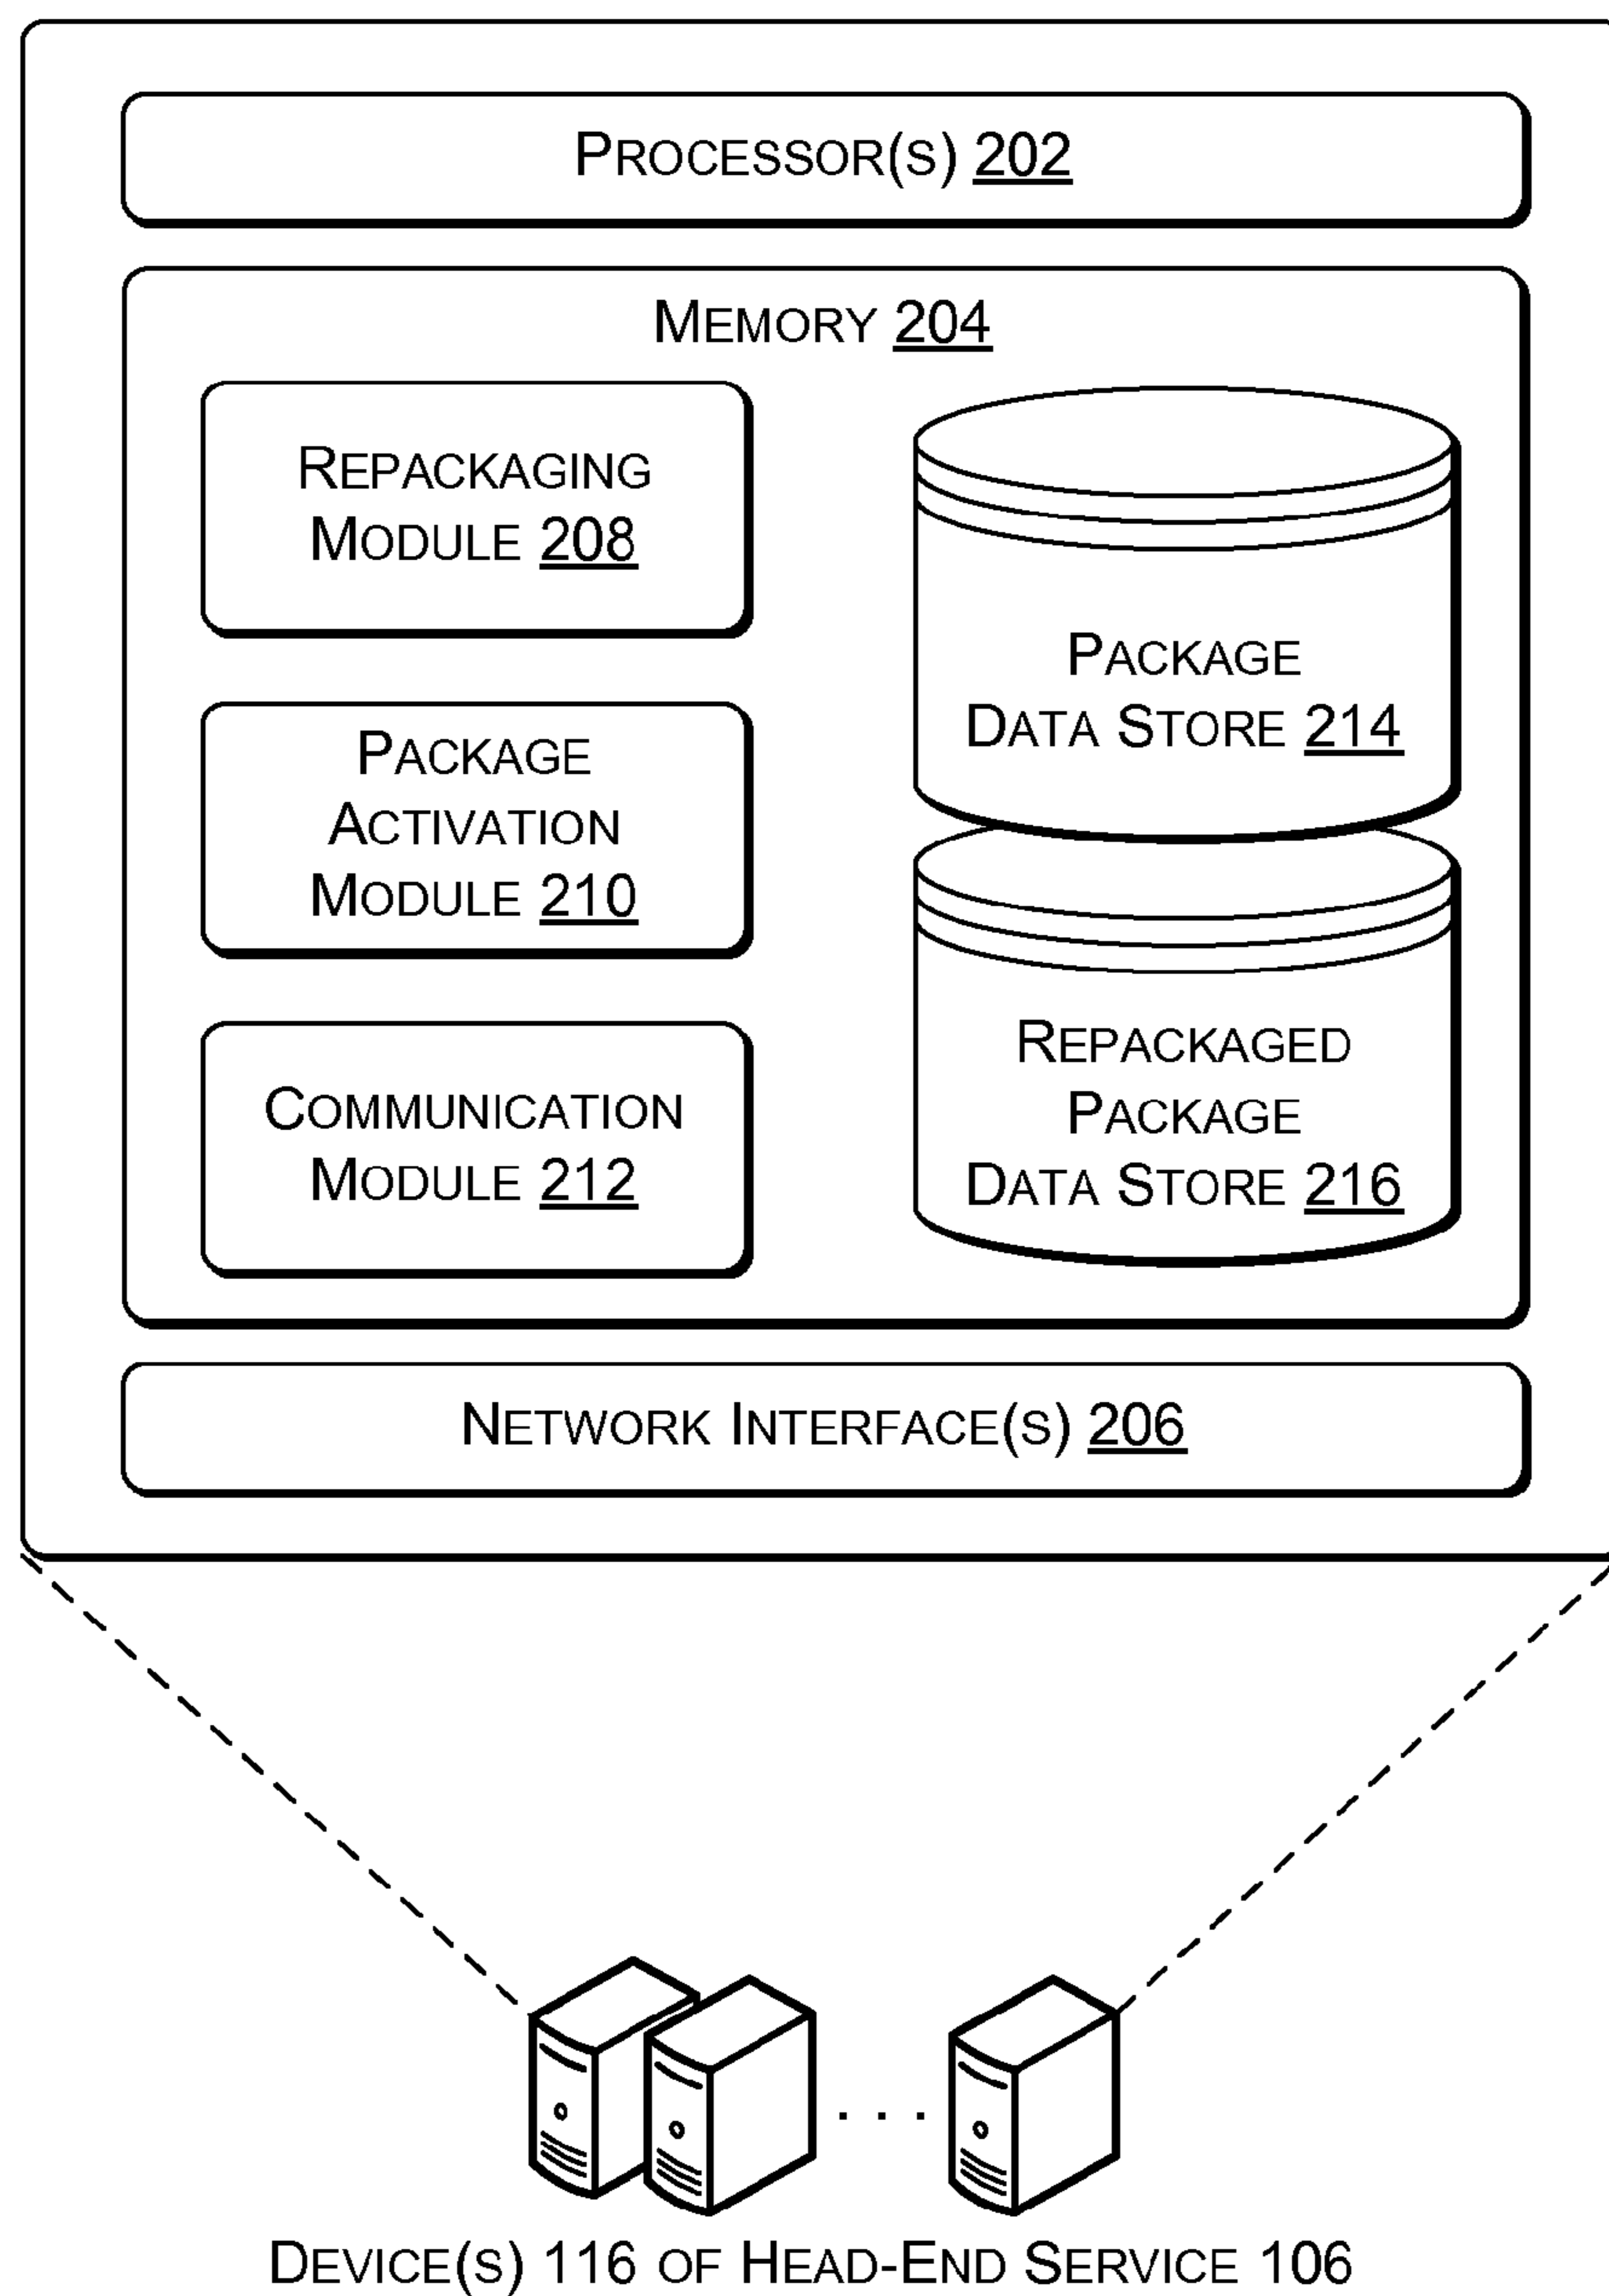 PROCESSOR(S) 202
MEMORY 204
REPACKAGING
MODULE 208
PACKAGE
ACTIVATION
MODULE 210
COMMUNICATION
MODULE 212
PACKAGE
DATA STORE 214
REPACKAGED
PACKAGE
DATA STORE 216
NETWORK INTERFACE(S) 206
DEVICE(S) 116 OF HEAD-END SERVICE 106